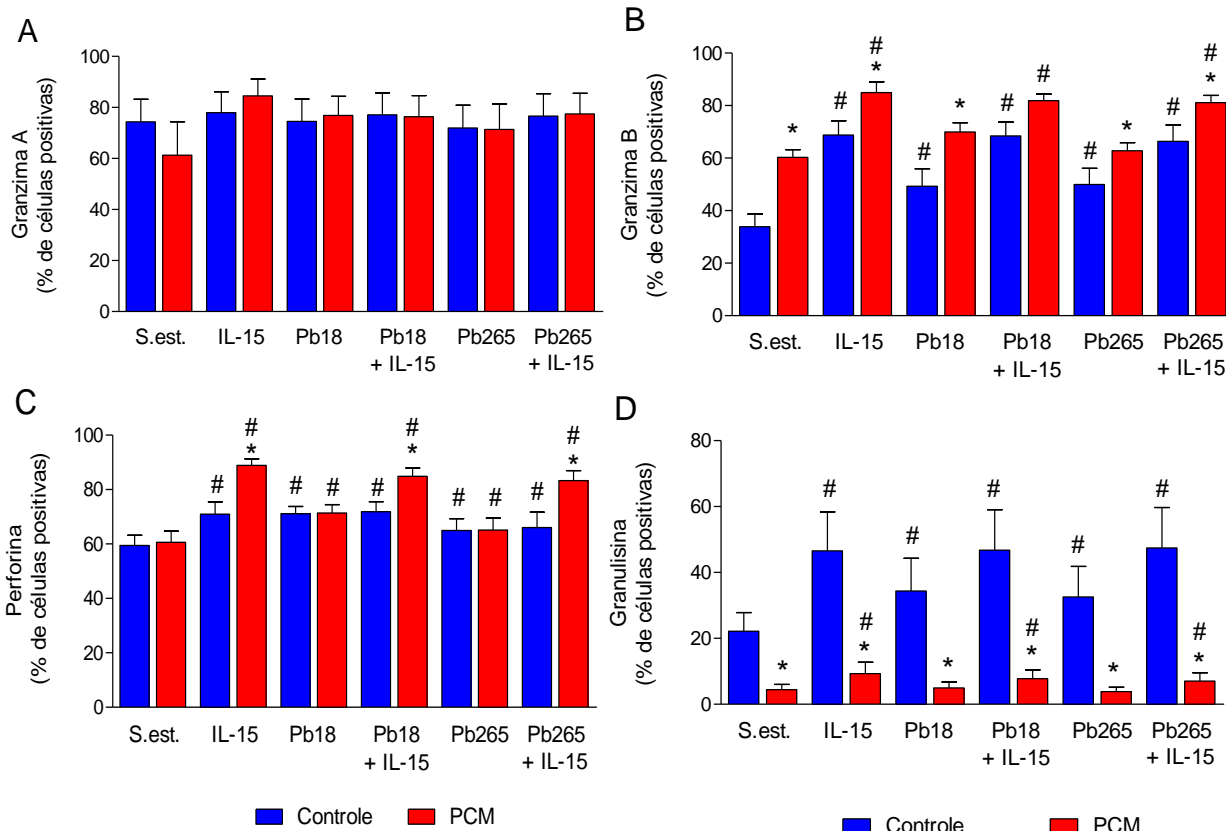 A
Granzima A
(% de células positivas)
100
80
60
40
20
0
S.est. IL-15 Pb18 Pb18 Pb265 Pb265
+ IL-15 + IL-15
B
Granzima B
(% de células positivas)
100
80
60
40
20
0
# # # # #
* # * # * # * # *
S.est. IL-15 Pb18 Pb18 Pb265 Pb265
+ IL-15 + IL-15
C
Perforina
(% de células positivas)
100
80
60
40
20
0
# # #
# * # # # * # # # *
S.est. IL-15 Pb18 Pb18 Pb265 Pb265
+ IL-15 + IL-15
D
Granulisina
(% de células positivas)
80
60
40
20
0
# # # # #
# # #
* * * * * *
S.est. IL-15 Pb18 Pb18 Pb265 Pb265
+ IL-15 + IL-15
Controle PCM
Controle PCM